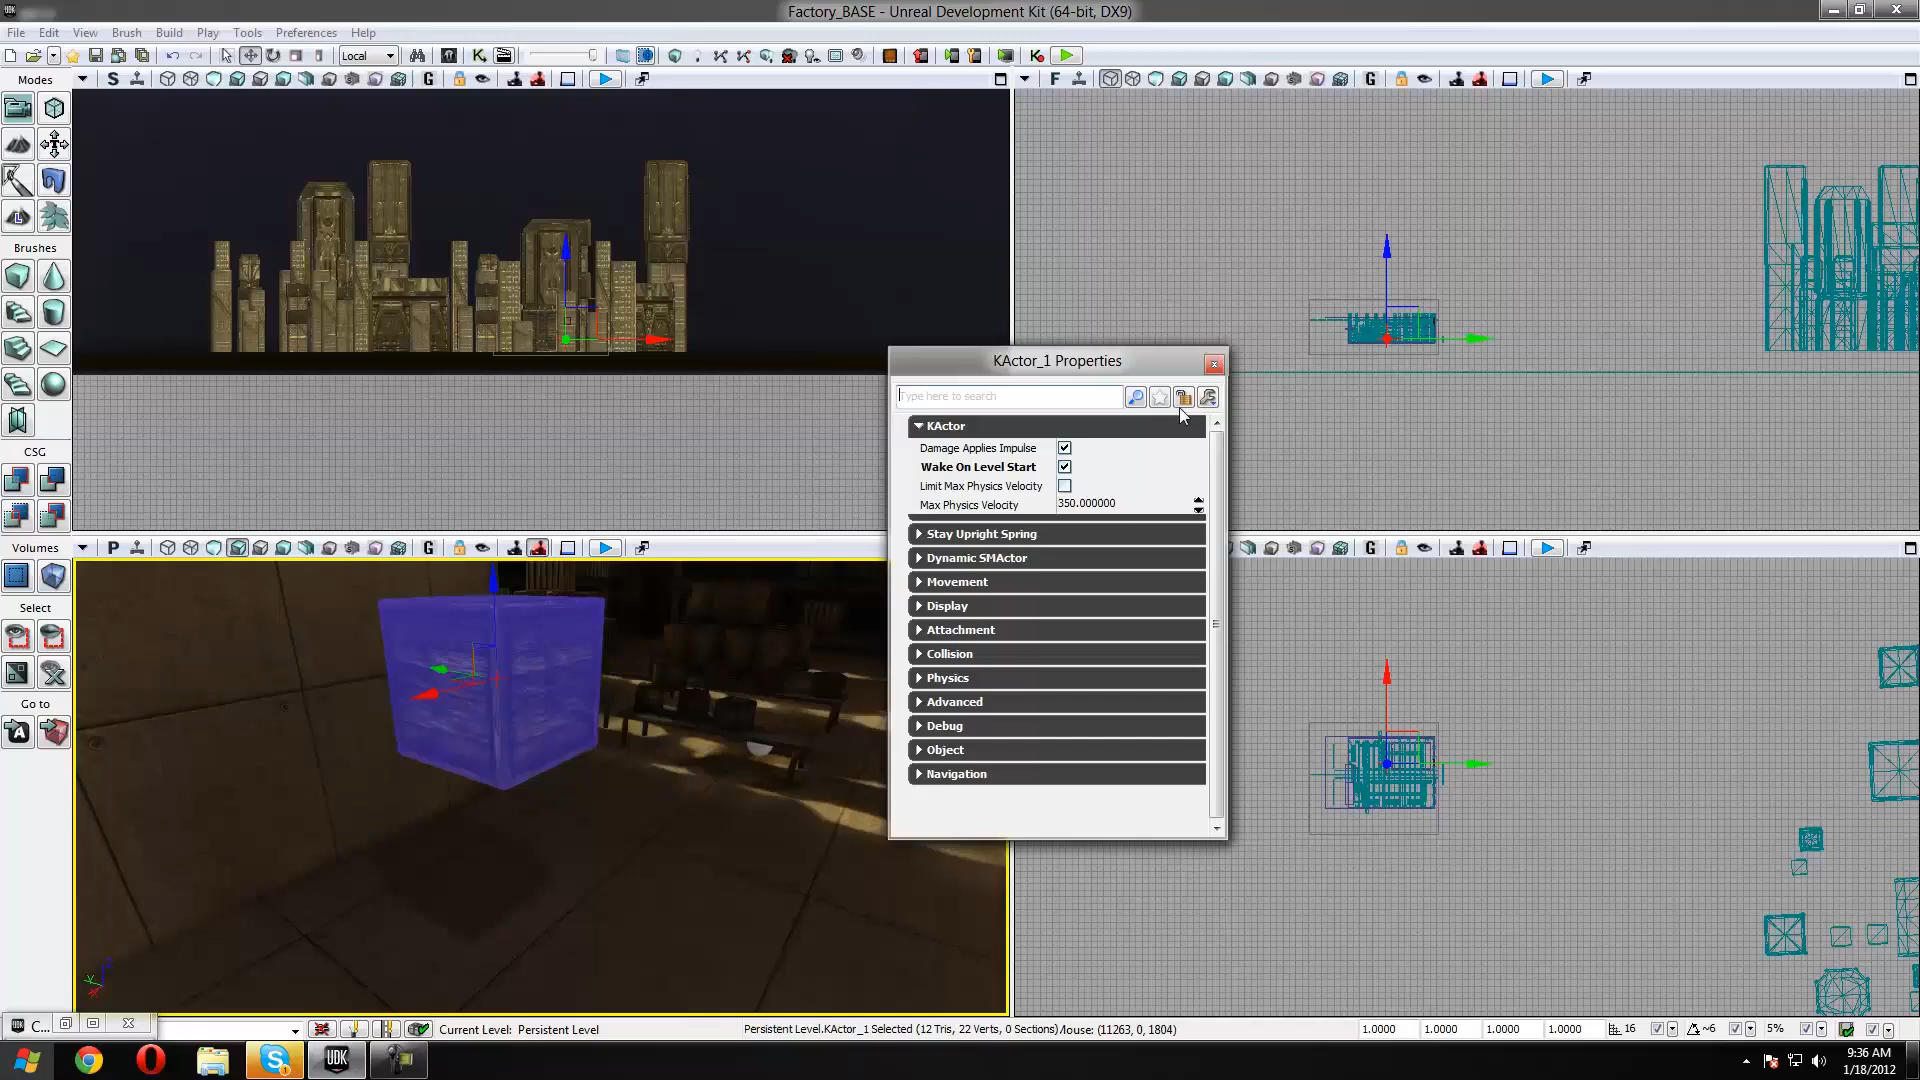 Factory_BASE - Unreal Development Kit (64-bit, DX9)
File Edit View Brush Build Play Tools Preferences Help
Local
Modes
S G
F G
Brushes
CSG
Volumes
P G
G
Select
Go to
KActor_1 Properties
Type here to search
KActor
Damage Applies Impulse
Wake On Level Start
Limit Max Physics Velocity
Max Physics Velocity 350.000000
Stay Upright Spring
Dynamic SMActor
Movement
Display
Attachment
Collision
Physics
Advanced
Debug
Object
Navigation
C...
Current Level: Persistent Level
Persistent Level.KActor_1 Selected (12 Tris, 22 Verts, 0 Sections)
Mouse: (11263, 0, 1804)
1.0000 1.0000 1.0000 1.0000 16 ~6 5%
UDK
9:36 AM
1/18/2012